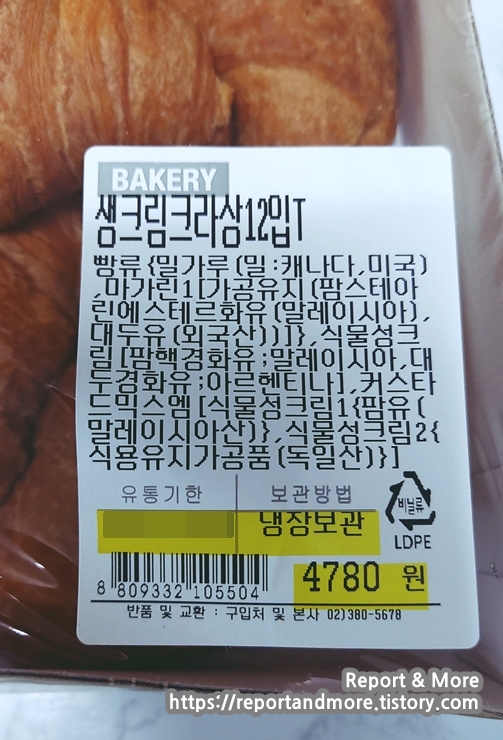 BAKERY
생크림크라상12입T
빵류{밀가루(밀:캐나다,미국)
,마가린1[가공유지(팜스테아
린에스테르화유(말레이시아),
대두유(외국산))]},식물성크
림[팜핵경화유;말레이시아,대
두경화유;아르헨티나],커스타
드믹스엠[식물성크림1{팜유(
말레이시아산)},식물성크림2{
식용유지가공품(독일산)}]
유통기한 보관방법
냉장보관
비닐류
LDPE
8 809332 105504
4780 원
반품 및 교환 : 구입처 및 본사 02)380-5678
Report & More
https://reportandmore.tistory.com